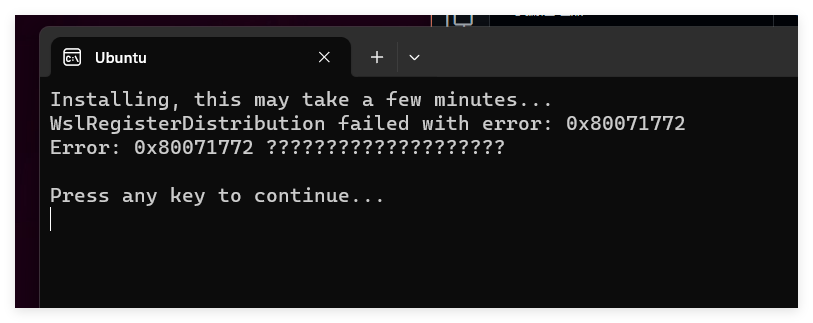 Ubuntu
Installing, this may take a few minutes...
WslRegisterDistribution failed with error: 0x80071772
Error: 0x80071772 ????????????????????
Press any key to continue...